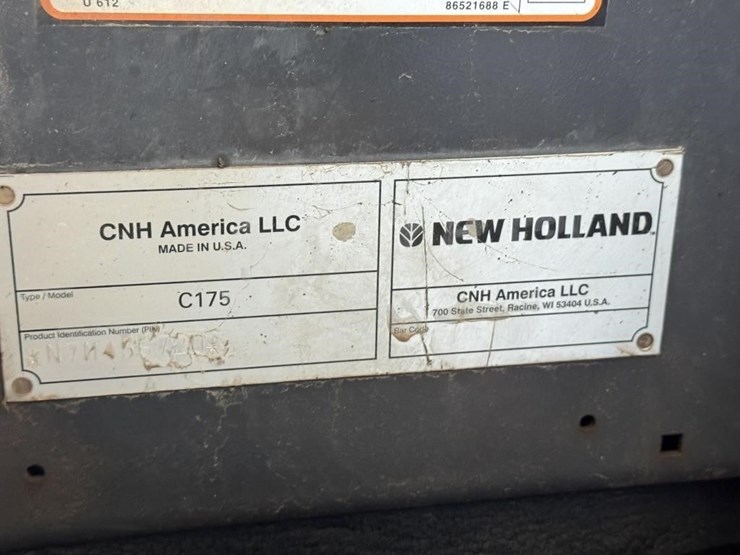 U 612
86521688 E
CNH America LLC
MADE IN U.S.A.
Type / Model
C175
Product Identification Number (PIN)
NEW HOLLAND
CNH America LLC
700 State Street, Racine, WI 53404 U.S.A.
Bar Code